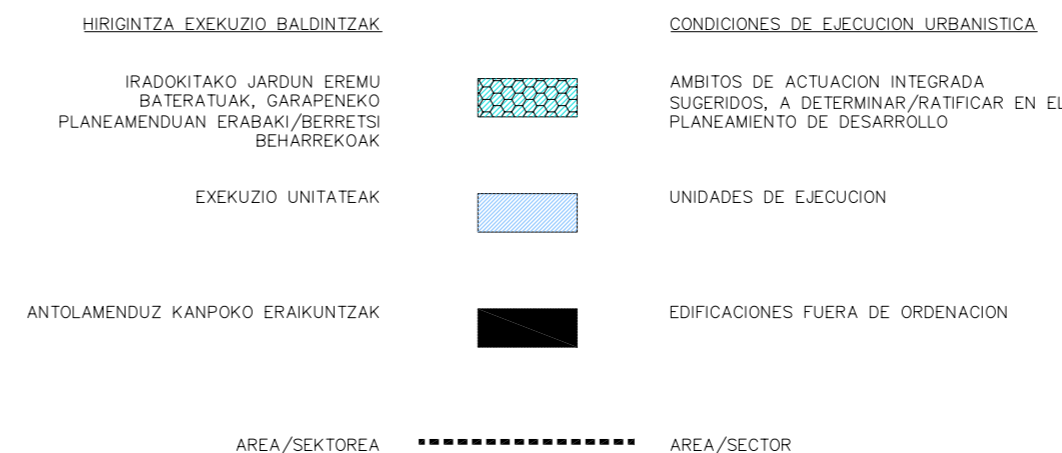 HIRIGINTZA EXEKUZIO BALDINTZAK
CONDICIONES DE EJECUCION URBANISTICA
IRADOKITAKO JARDUN EREMU
BATERATUAK, GARAPENEKO
PLANEAMENDUAN ERABAKI/BERRETSI
BEHARREKOAK
AMBITOS DE ACTUACION INTEGRADA
SUGERIDOS, A DETERMINAR/RATIFICAR EN EL
PLANEAMIENTO DE DESARROLLO
EXEKUZIO UNITATEAK
UNIDADES DE EJECUCION
ANTOLAMENDUZ KANPOKO ERAIKUNTZAK
EDIFICACIONES FUERA DE ORDENACION
AREA/SEKTOREA
AREA/SECTOR